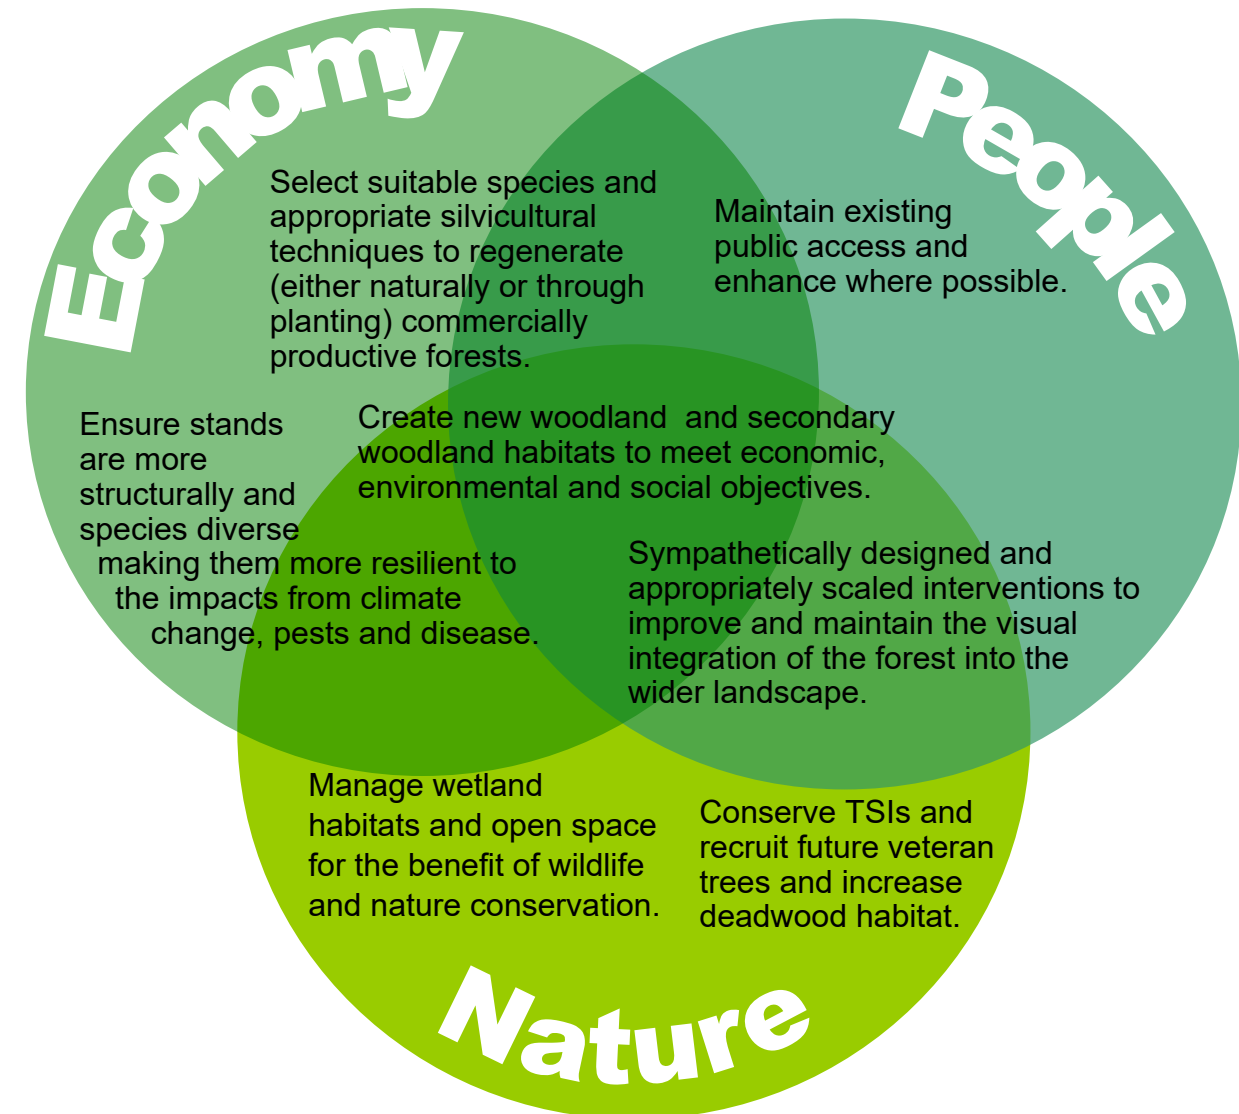 Economy
People
Select suitable species and
appropriate silvicultural
techniques to regenerate
(either naturally or through
planting) commercially
productive forests.
Maintain existing
public access and
enhance where possible.
Ensure stands
are more
structurally and
species diverse
making them more resilient to
the impacts from climate
change, pests and disease.
Create new woodland  and secondary
woodland habitats to meet economic,
environmental and social objectives.
Sympathetically designed and
appropriately scaled interventions to
improve and maintain the visual
integration of the forest into the
wider landscape.
Manage wetland
habitats and open space
for the benefit of wildlife
and nature conservation.
Conserve TSIs and
recruit future veteran
trees and increase
deadwood habitat.
Nature